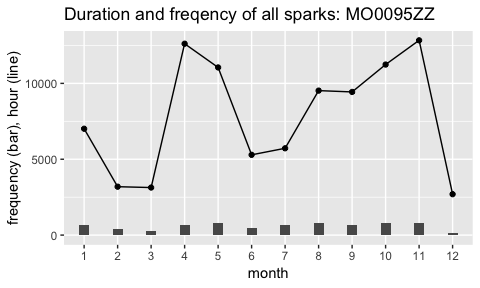 Duration and freqency of all sparks: MO0095ZZ
frequency (bar), hour (line)
10000
5000
0
1 2 3 4 5 6 7 8 9 10 11 12
month